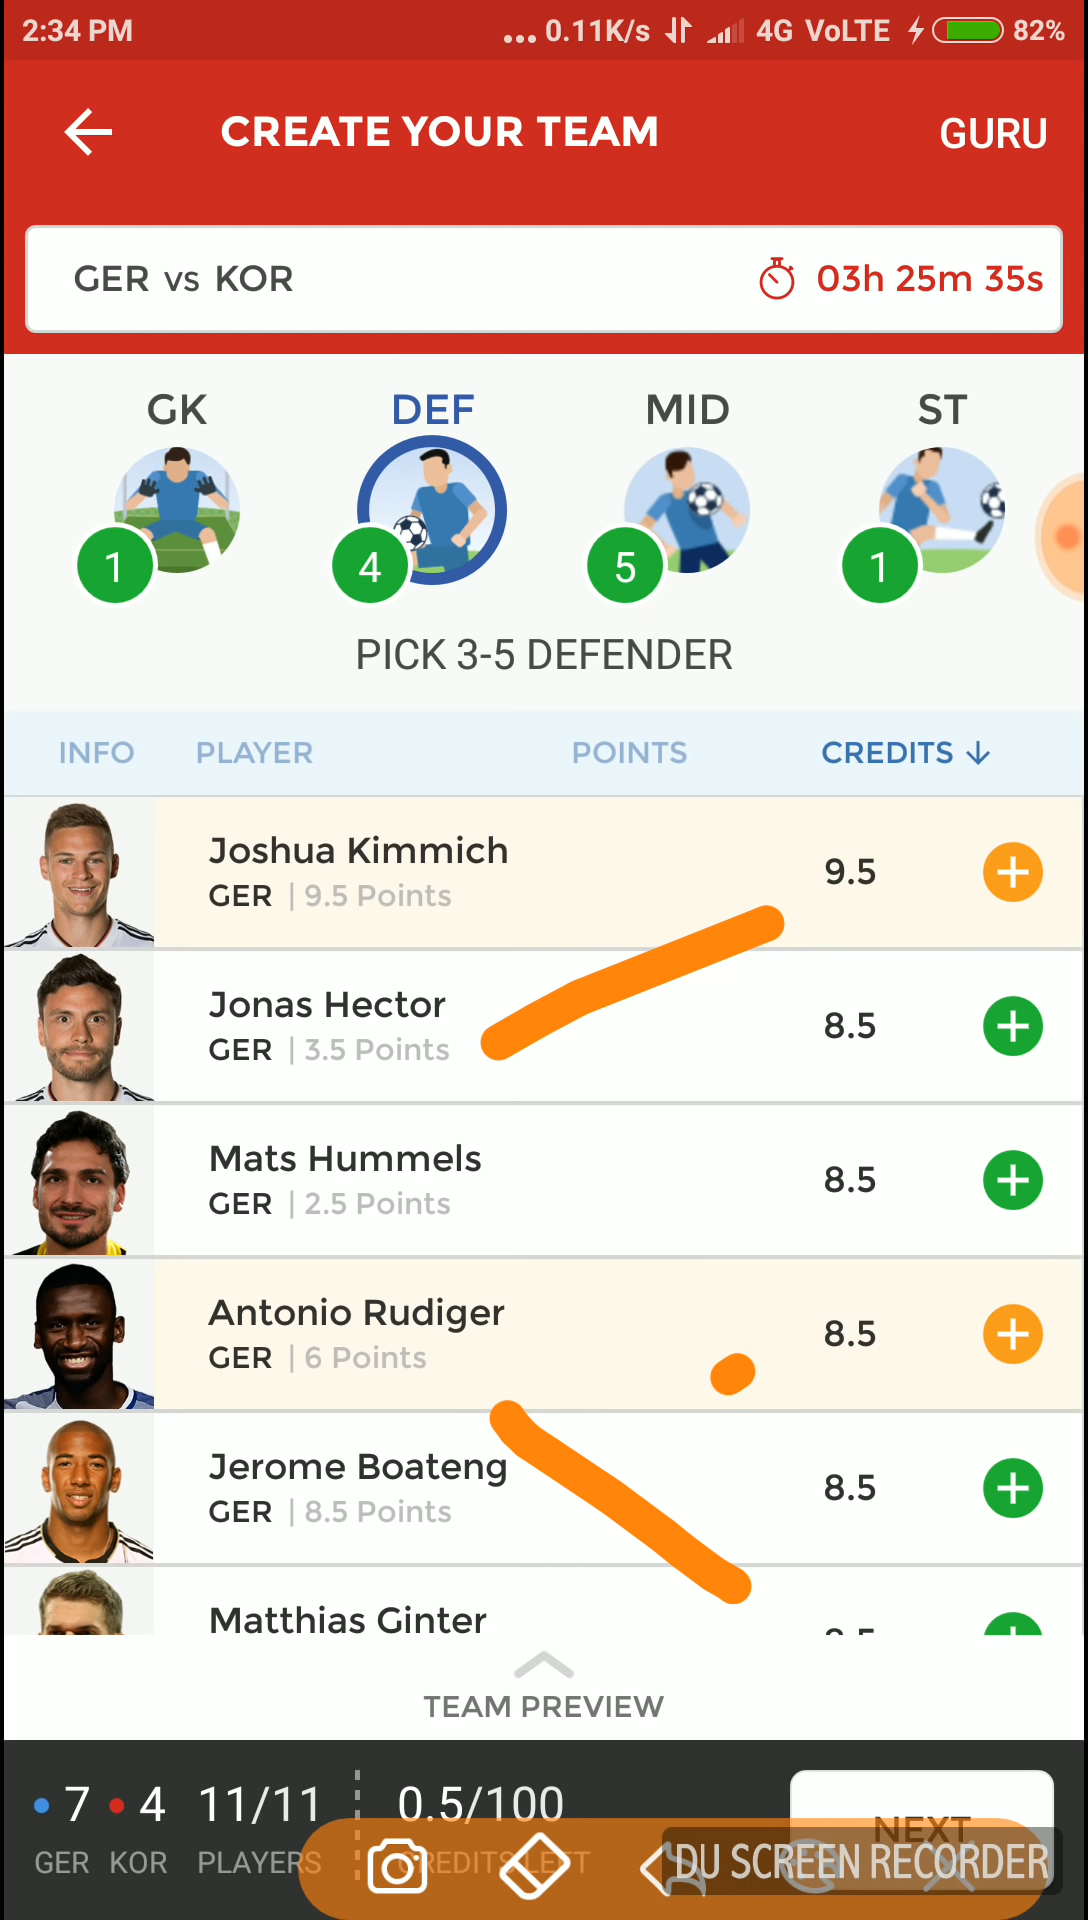 2:34 PM ... 0.11K/s 4G VoLTE 82%
CREATE YOUR TEAM GURU
GER vs KOR 03h 25m 35s
GK DEF MID ST
1 4 5 1
PICK 3-5 DEFENDER
INFO PLAYER POINTS CREDITS
Joshua Kimmich
GER | 9.5 Points
9.5
Jonas Hector
GER | 3.5 Points
8.5
Mats Hummels
GER | 2.5 Points
8.5
Antonio Rudiger
GER | 6 Points
8.5
Jerome Boateng
GER | 8.5 Points
8.5
Matthias Ginter
TEAM PREVIEW
7 4 11/11 0.5/100
NEXT
GER KOR PLAYERS CREDITS LEFT
DU SCREEN RECORDER